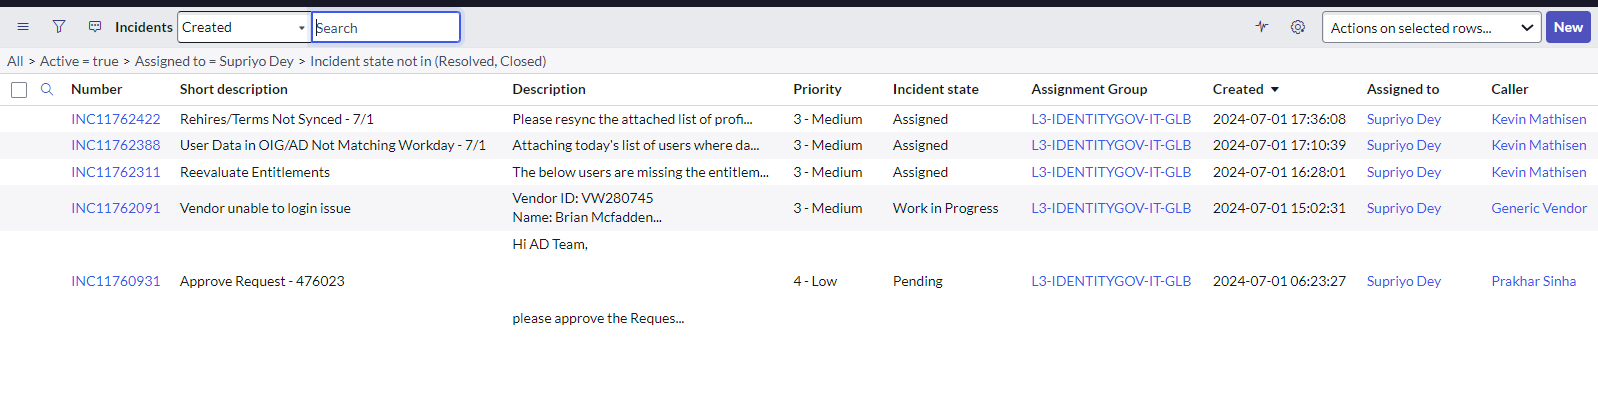 Incidents Created Search Actions on selected rows... New
All > Active = true > Assigned to = Supriyo Dey > Incident state not in (Resolved, Closed)
Number Short description Description Priority Incident state Assignment Group Created Assigned to Caller
INC11762422 Rehires/Terms Not Synced - 7/1 Please resync the attached list of profi... 3 - Medium Assigned L3-IDENTITYGOV-IT-GLB 2024-07-01 17:36:08 Supriyo Dey Kevin Mathisen
INC11762388 User Data in OIG/AD Not Matching Workday - 7/1 Attaching today's list of users where da... 3 - Medium Assigned L3-IDENTITYGOV-IT-GLB 2024-07-01 17:10:39 Supriyo Dey Kevin Mathisen
INC11762311 Reevaluate Entitlements The below users are missing the entitlem... 3 - Medium Assigned L3-IDENTITYGOV-IT-GLB 2024-07-01 16:28:01 Supriyo Dey Kevin Mathisen
Vendor ID: VW280745
INC11762091 Vendor unable to login issue 3 - Medium Work in Progress L3-IDENTITYGOV-IT-GLB 2024-07-01 15:02:31 Supriyo Dey Generic Vendor
Name: Brian Mcfadden...
Hi AD Team,
INC11760931 Approve Request - 476023 4 - Low Pending L3-IDENTITYGOV-IT-GLB 2024-07-01 06:23:27 Supriyo Dey Prakhar Sinha
please approve the Reques...